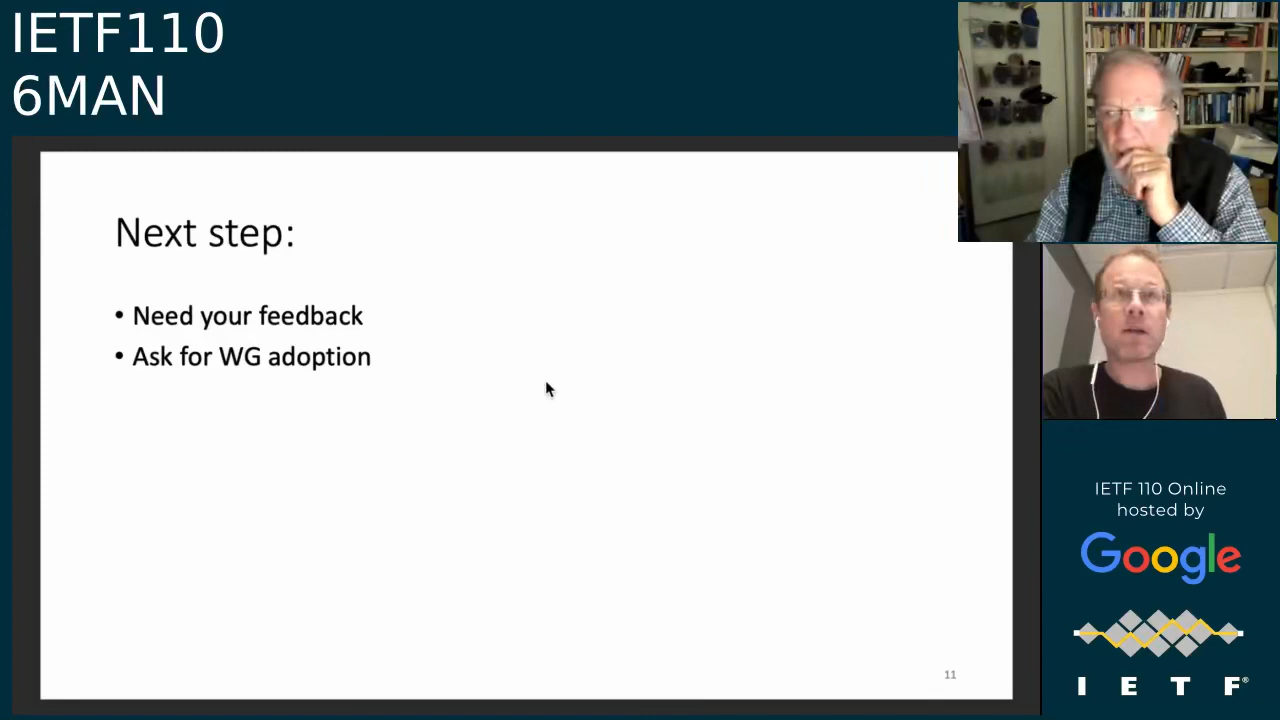 IETF110
6MAN
Next step:
• Need your feedback
• Ask for WG adoption
11
IETF 110 Online
hosted by
Google
I E T F®